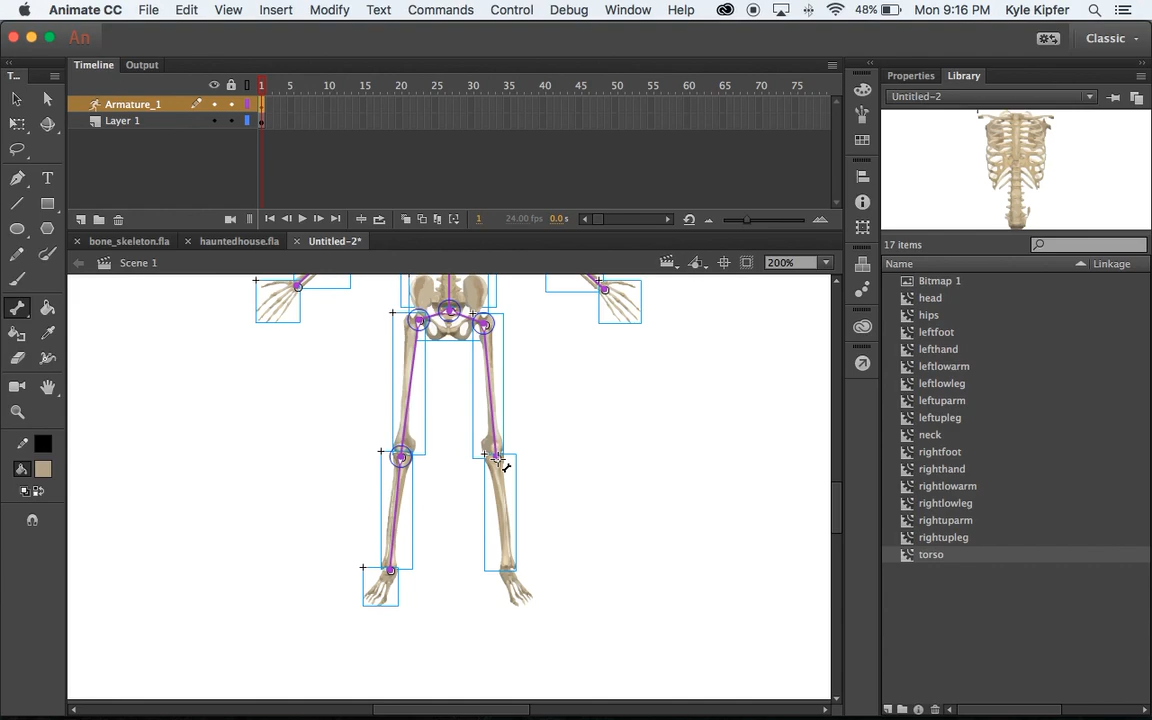 Animate CC File Edit View Insert Modify Text Commands Control Debug Window Help 48% Mon 9:16 PM Kyle Kipfer
An Classic
T... Timeline Output Properties Library
1 5 10 15 20 25 30 35 40 45 50 55 60 65 70 75
Untitled-2
Armature_1
Layer 1
1 24.00 fps 0.0 s
bone_skeleton.fla hauntedhouse.fla Untitled-2*
17 items
Scene 1 200%
Name Linkage
Bitmap 1
head
hips
leftfoot
lefthand
leftlowarm
leftlowleg
leftuparm
leftupleg
neck
rightfoot
righthand
rightlowarm
rightlowleg
rightuparm
rightupleg
torso